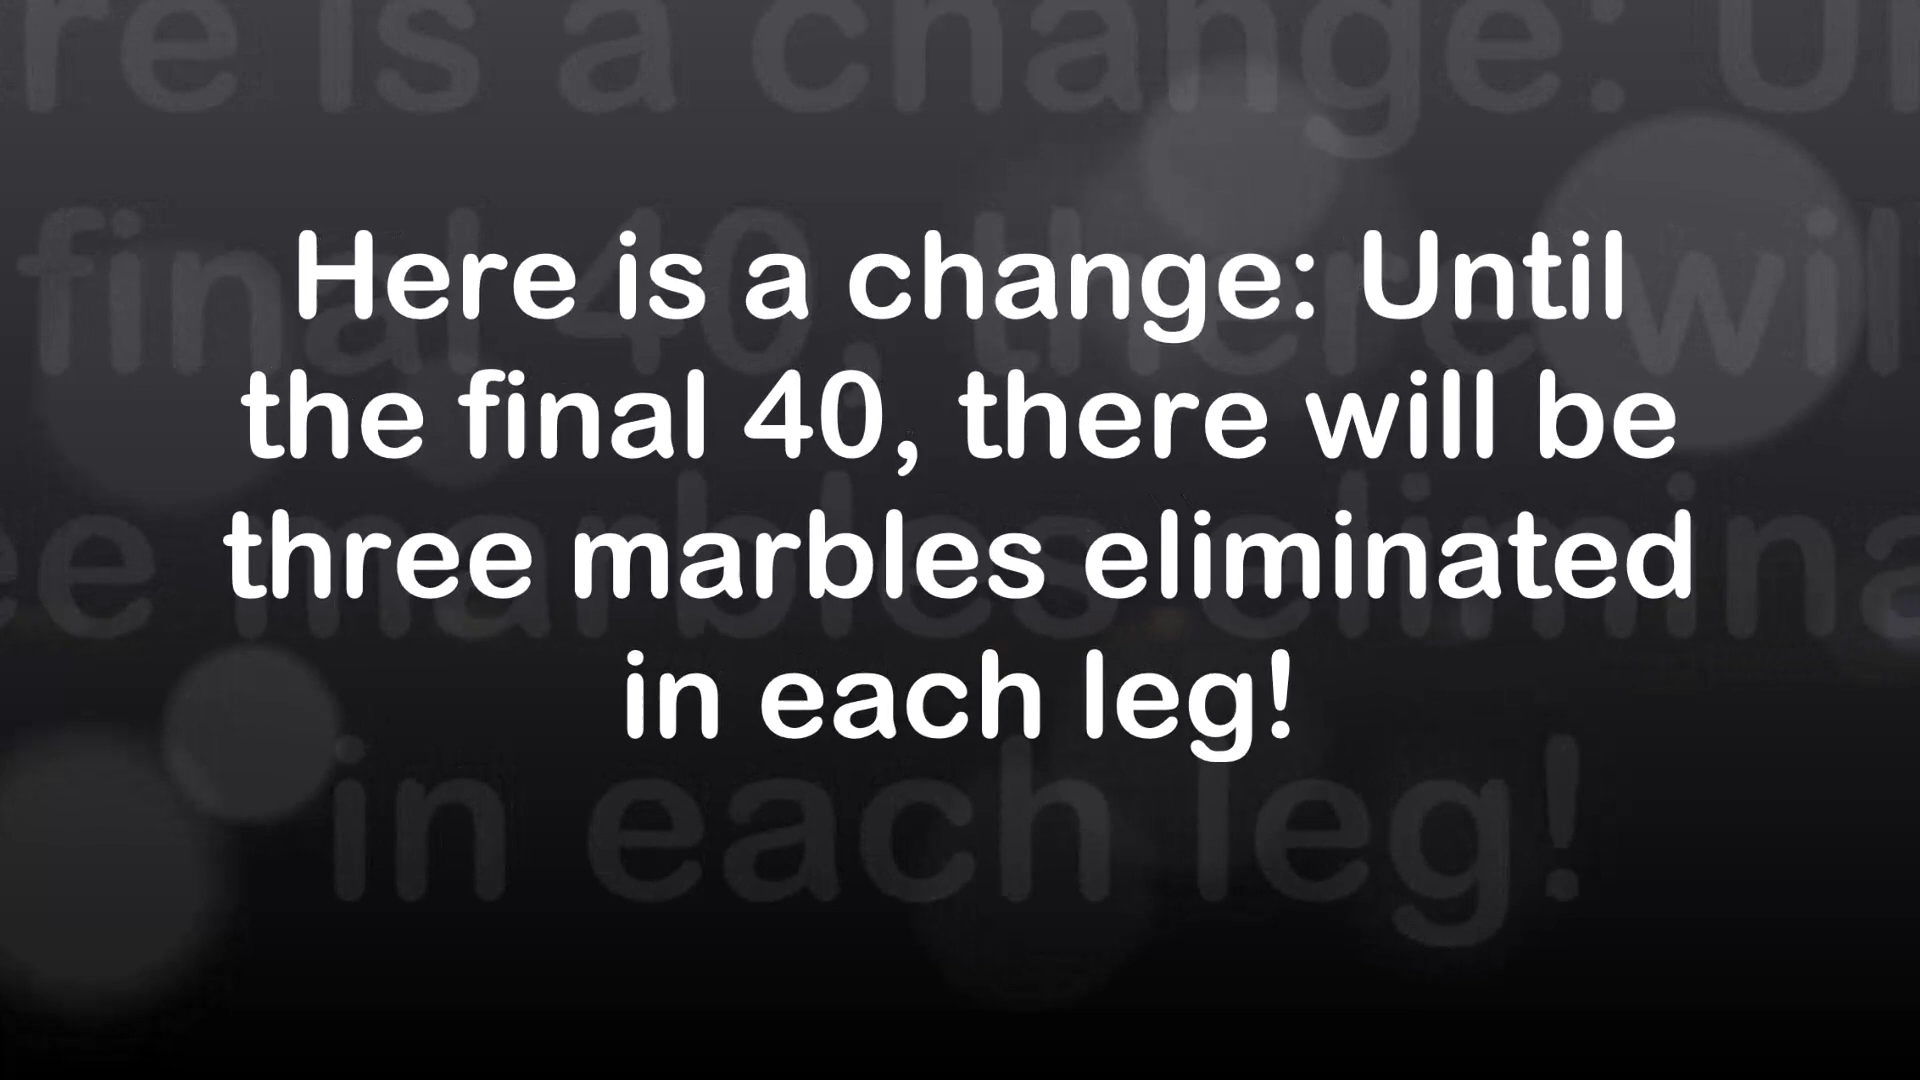 Here is a change: Until
the final 40, there will be
three marbles eliminated
in each leg!